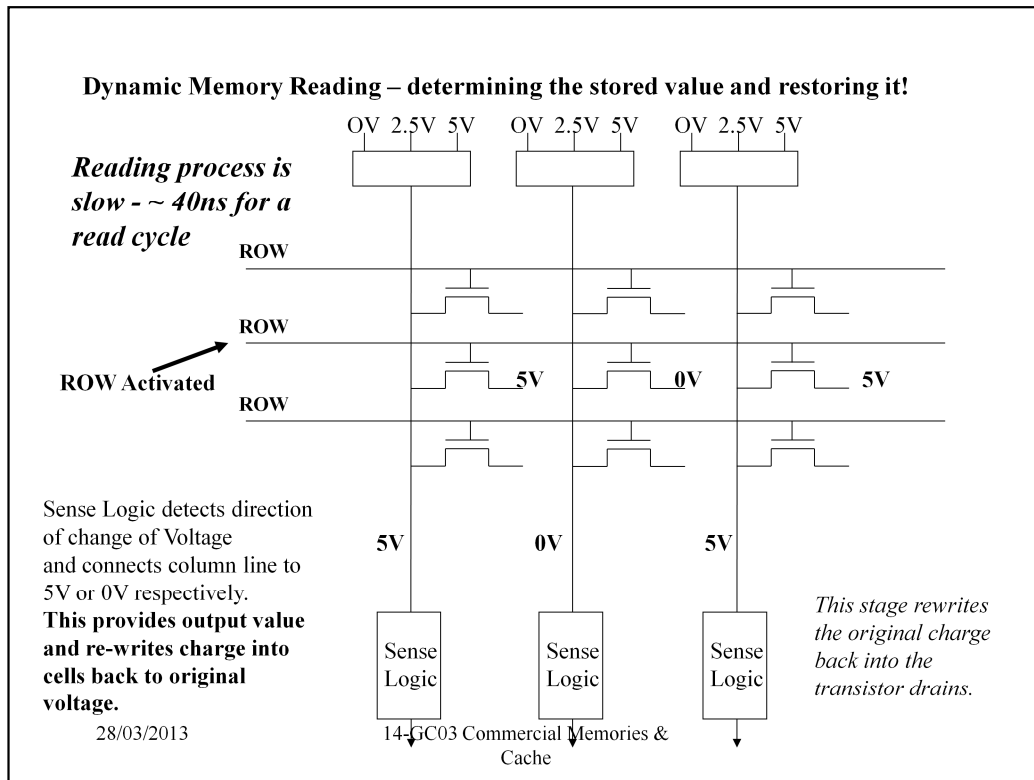 Dynamic Memory Reading – determining the stored value and restoring it!
OV 2.5V 5V OV 2.5V 5V OV 2.5V 5V
Reading process is
slow - ~ 40ns for a
read cycle
ROW
ROW
ROW Activated
5V 0V 5V
ROW
Sense Logic detects direction
of change of Voltage
and connects column line to
5V or 0V respectively.
This provides output value
and re-writes charge into
cells back to original
voltage.
5V 0V 5V
Sense
Logic
Sense
Logic
Sense
Logic
This stage rewrites
the original charge
back into the
transistor drains.
28/03/2013
14-GC03 Commercial Memories &
Cache